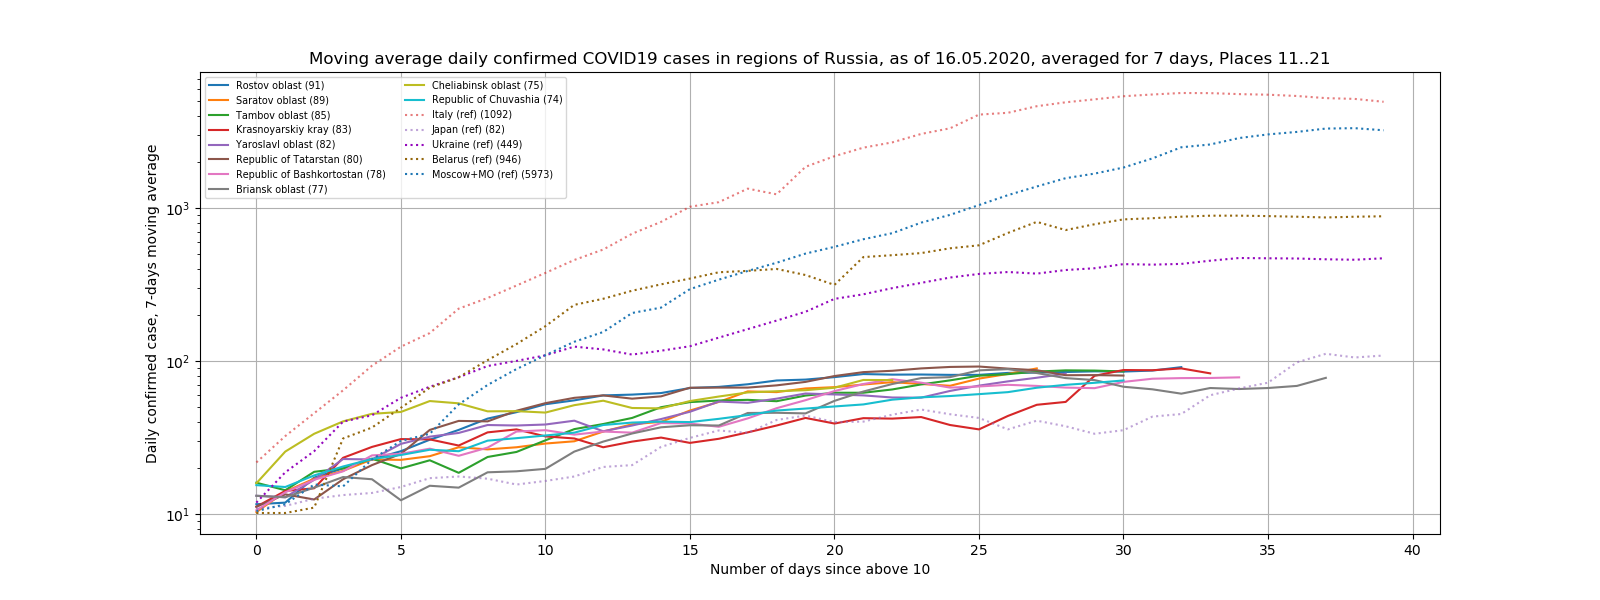 Moving average daily confirmed COVID19 cases in regions of Russia, as of 16.05.2020, averaged for 7 days, Places 11..21
Rostov oblast (91)
Saratov oblast (89)
Tambov oblast (85)
Krasnoyarskiy kray (83)
Yaroslavl oblast (82)
Republic of Tatarstan (80)
Republic of Bashkortostan (78)
Briansk oblast (77)
Cheliabinsk oblast (75)
Republic of Chuvashia (74)
Italy (ref) (1092)
Japan (ref) (82)
Ukraine (ref) (449)
Belarus (ref) (946)
Moscow+MO (ref) (5973)
Daily confirmed case, 7-days moving average
10³
10²
10¹
0 5 10 15 20 25 30 35 40
Number of days since above 10